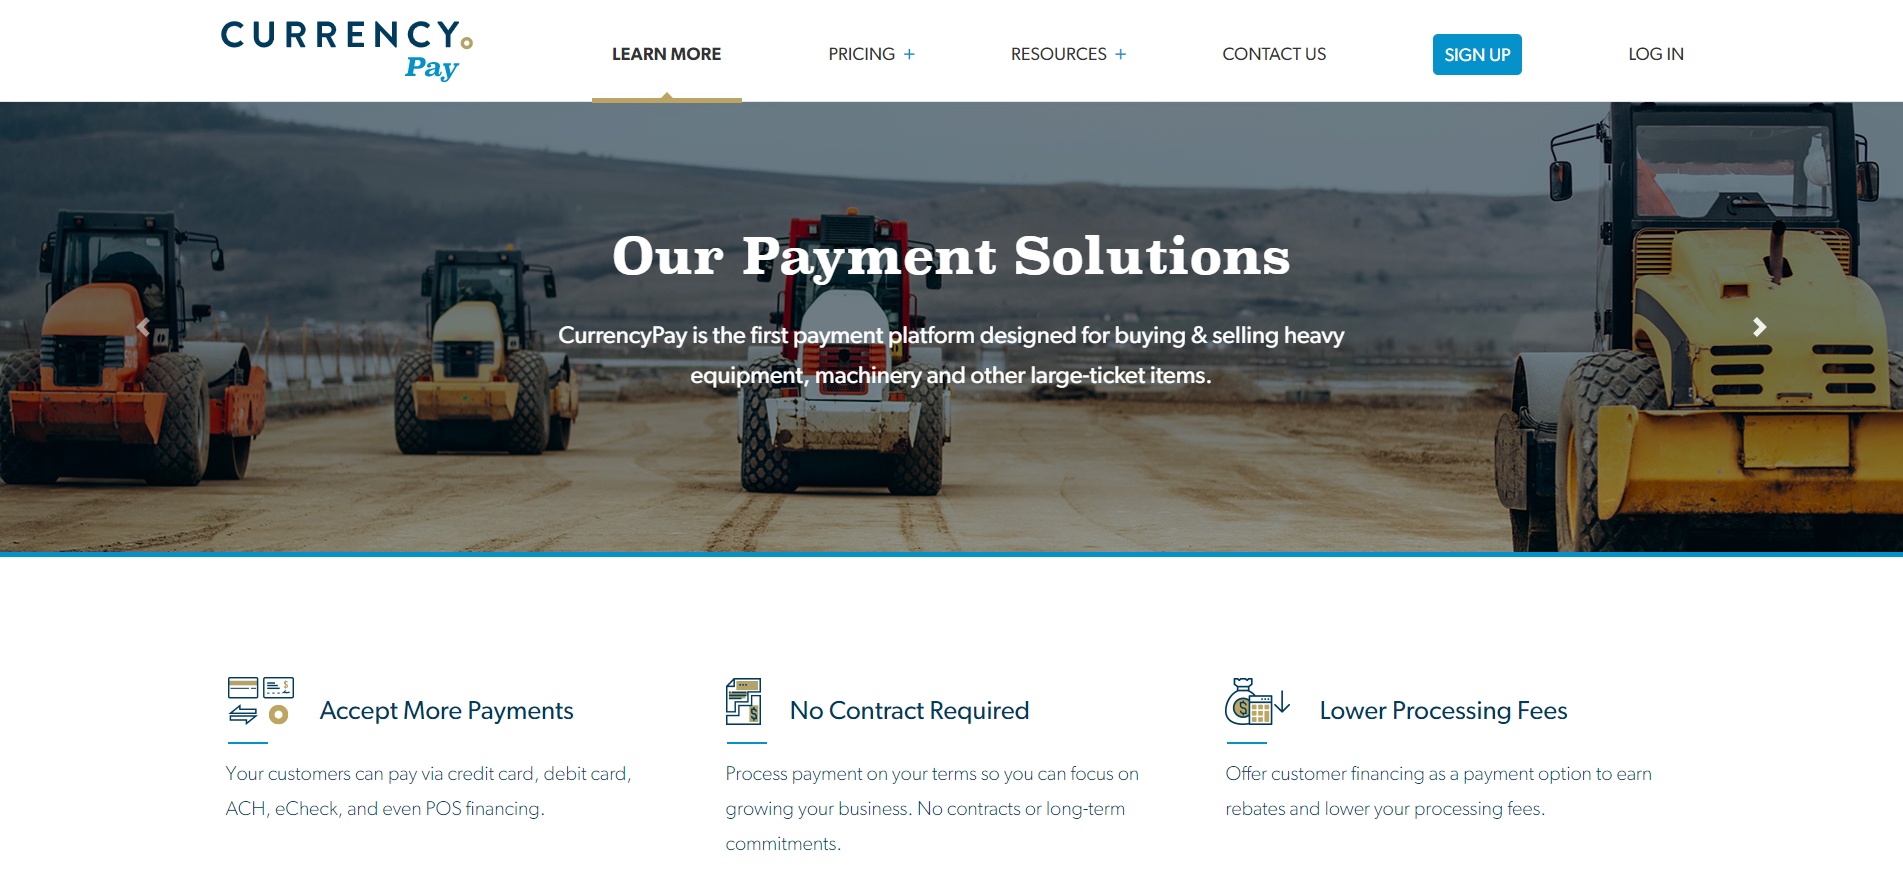 CURRENCY
Pay
LEARN MORE
PRICING +
RESOURCES +
CONTACT US
SIGN UP
LOG IN
Our Payment Solutions
CurrencyPay is the first payment platform designed for buying & selling heavy
equipment, machinery and other large-ticket items.
Accept More Payments
Your customers can pay via credit card, debit card,
ACH, eCheck, and even POS financing.
No Contract Required
Process payment on your terms so you can focus on
growing your business. No contracts or long-term
commitments.
Lower Processing Fees
Offer customer financing as a payment option to earn
rebates and lower your processing fees.